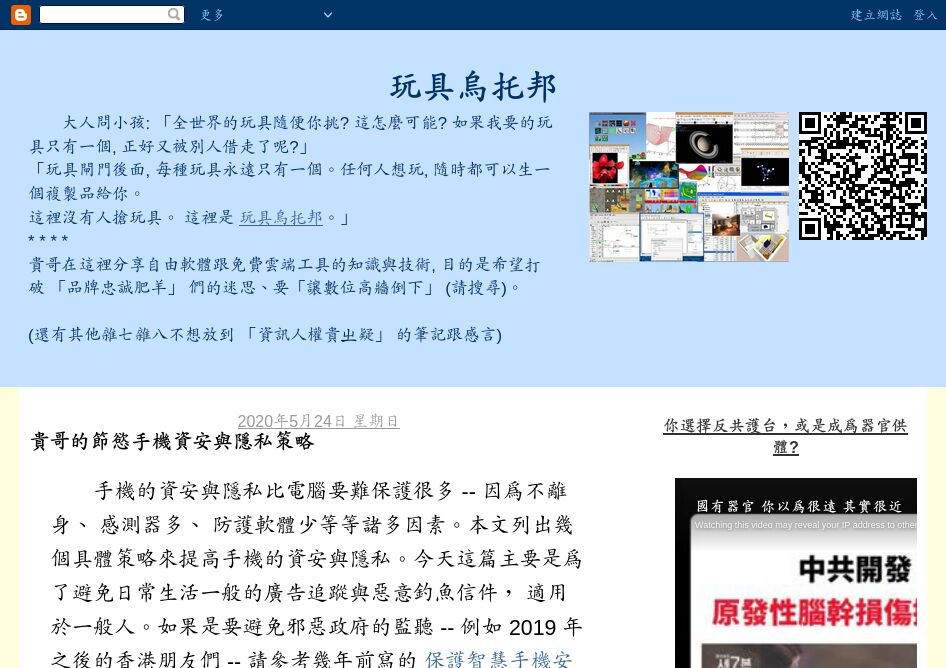 更多
建立網誌 登入
玩具烏托邦
大人問小孩: 「全世界的玩具隨便你挑? 這怎麼可能? 如果我要的玩
具只有一個, 正好又被別人借走了呢?」
「玩具閘門後面, 每種玩具永遠只有一個。任何人想玩, 隨時都可以生一
個複製品給你。
這裡沒有人搶玩具。 這裡是 玩具烏托邦。」
* * * *
貴哥在這裡分享自由軟體跟免費雲端工具的知識與技術, 目的是希望打
破 「品牌忠誠肥羊」 們的迷思、要「讓數位高牆倒下」 (請搜尋)。
(還有其他雜七雜八不想放到 「資訊人權貴ㄓ疑」 的筆記跟感言)
2020年5月24日 星期日
貴哥的節慾手機資安與隱私策略
手機的資安與隱私比電腦要難保護很多 -- 因為不離
身、 感測器多、 防護軟體少等等諸多因素。本文列出幾
個具體策略來提高手機的資安與隱私。今天這篇主要是為
了避免日常生活一般的廣告追蹤與惡意釣魚信件， 適用
於一般人。如果是要避免邪惡政府的監聽 -- 例如 2019 年
之後的香港朋友們 -- 請參考幾年前寫的 保護智慧手機安
你選擇反共護台，或是成為器官供
體?
國有器官 你以為很遠 其實很近
Watching this video may reveal your IP address to other
中共開發
原發性腦幹損傷